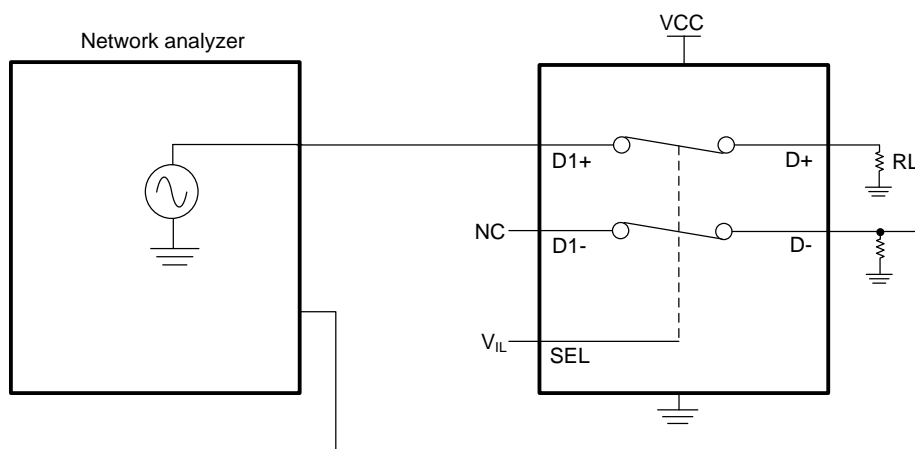 Network analyzer
VCC
D1+
D+
RL
NC
D1-
D-
VIL
SEL